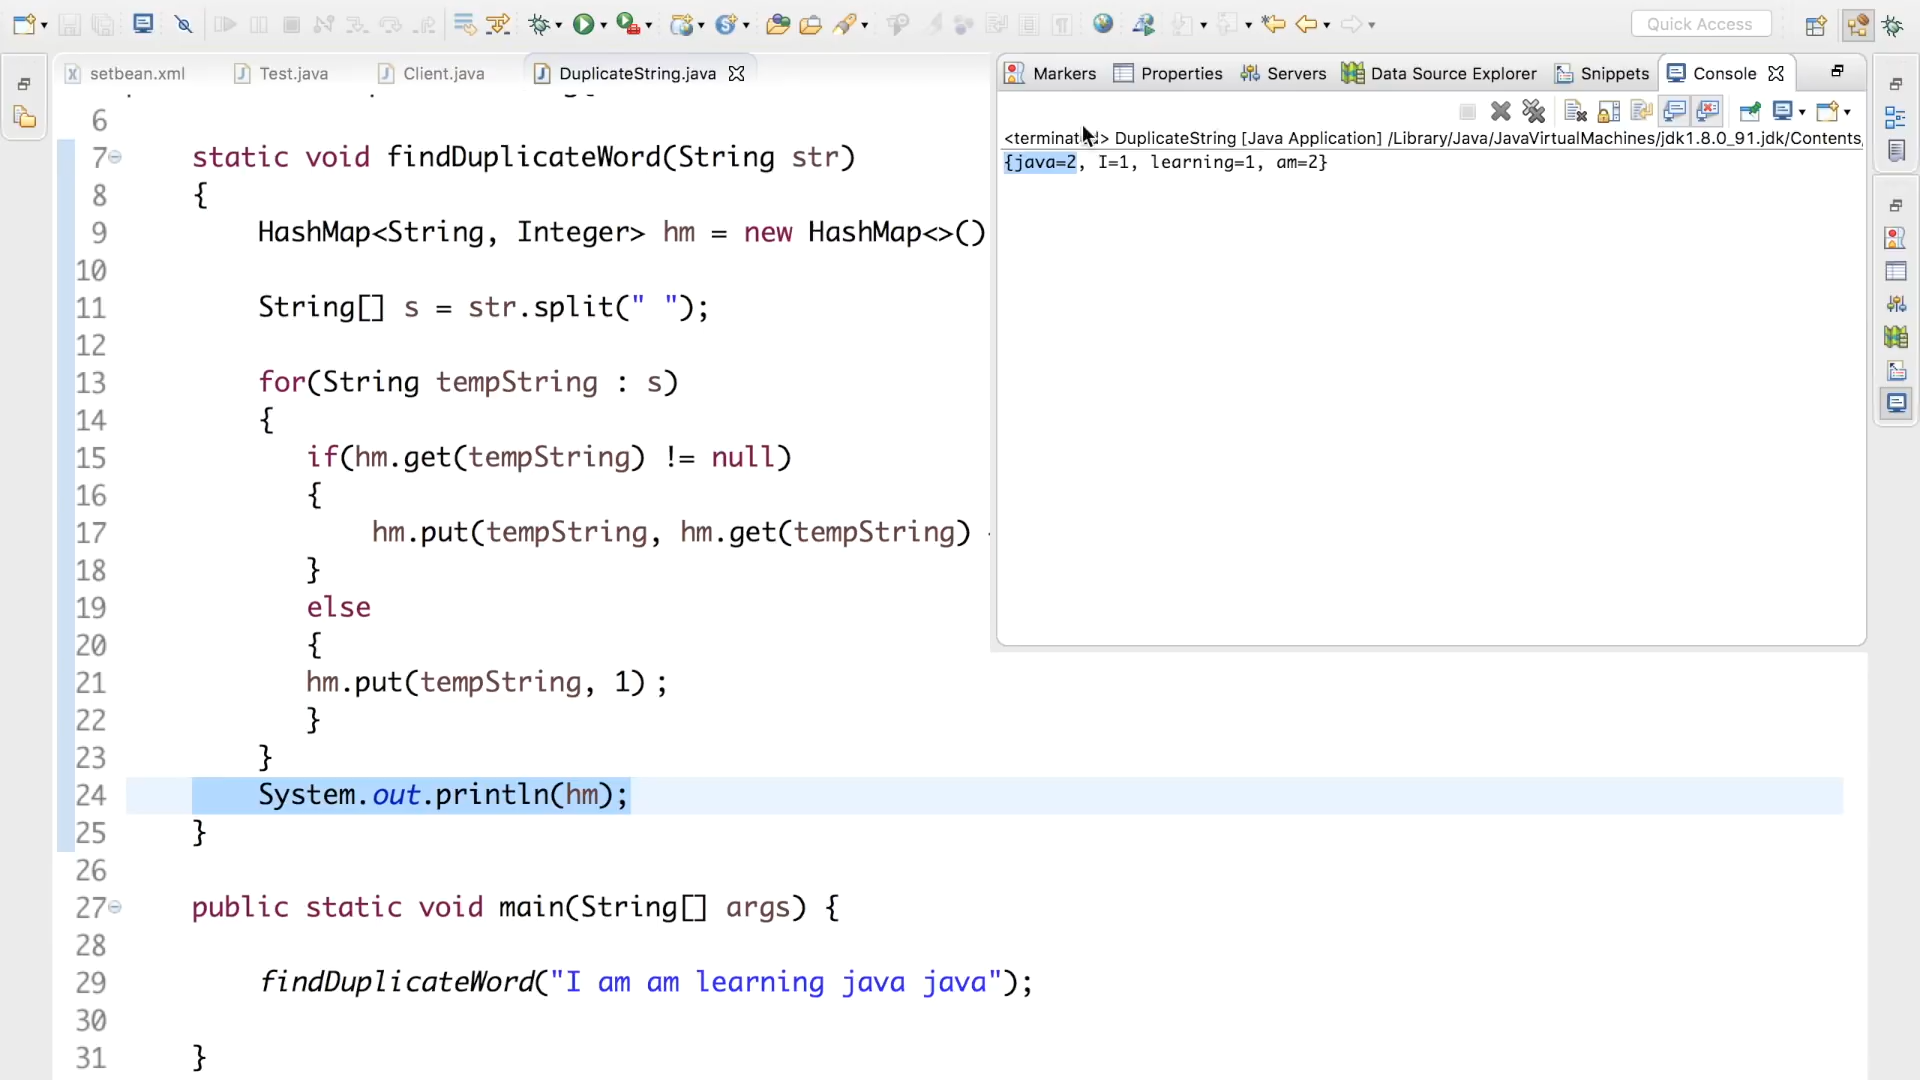 Quick Access
setbean.xml
Test.java
Client.java
DuplicateString.java
Markers
Properties
Servers
Data Source Explorer
Snippets
Console
<terminated> DuplicateString [Java Application] /Library/Java/JavaVirtualMachines/jdk1.8.0_91.jdk/Contents
{java=2, I=1, learning=1, am=2}
6
7 static void findDuplicateWord(String str)
8 {
9 HashMap<String, Integer> hm = new HashMap<>()
10
11 String[] s = str.split(" ");
12
13 for(String tempString : s)
14 {
15 if(hm.get(tempString) != null)
16 {
17 hm.put(tempString, hm.get(tempString)
18 }
19 else
20 {
21 hm.put(tempString, 1) ;
22 }
23 }
24 System.out.println(hm);
25 }
26
27 public static void main(String[] args) {
28
29 findDuplicateWord("I am am learning java java");
30
31 }